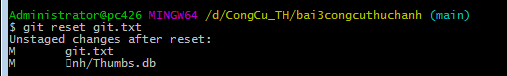 Administrator@pc426 MINGW64 /d/CongCu_TH/bai3congcuthuchanh (main)
$ git reset git.txt
Unstaged changes after reset:
M git.txt
M nh/Thumbs.db